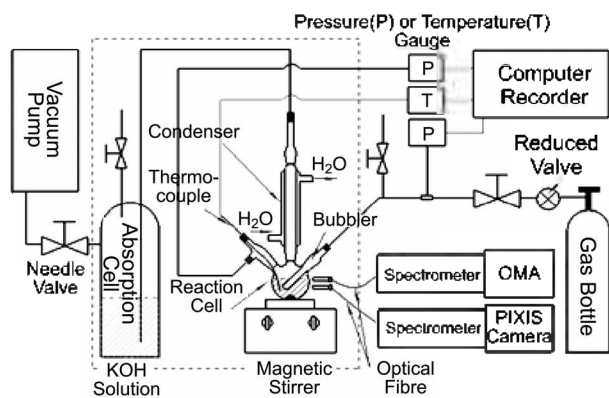 Pressure(P) or Temperature(T)
Gauge
P
T
P
Computer
Recorder
Vacuum
Pump
Condenser
H₂O
Reduced
Valve
Thermo-
couple
H₂O
Bubbler
Absorption
Cell
Needle
Valve
Reaction
Cell
Spectrometer
OMA
Spectrometer
PIXIS
Camera
Gas Bottle
KOH
Solution
Magnetic
Stirrer
Optical
Fibre